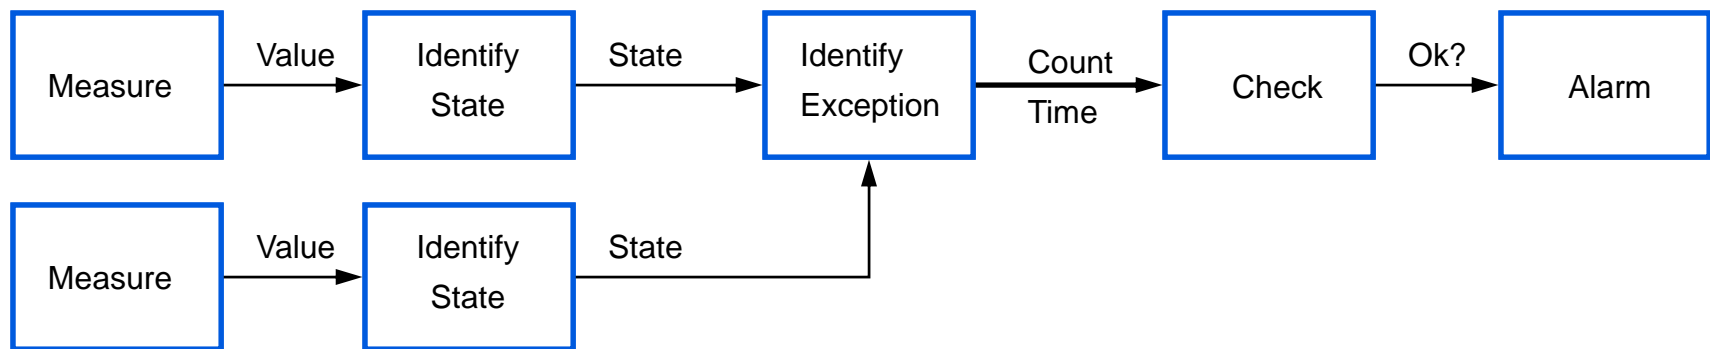 Measure
Value
Identify
State
State
Identify
Exception
Count
Time
Check
Ok?
Alarm
Measure
Value
Identify
State
State